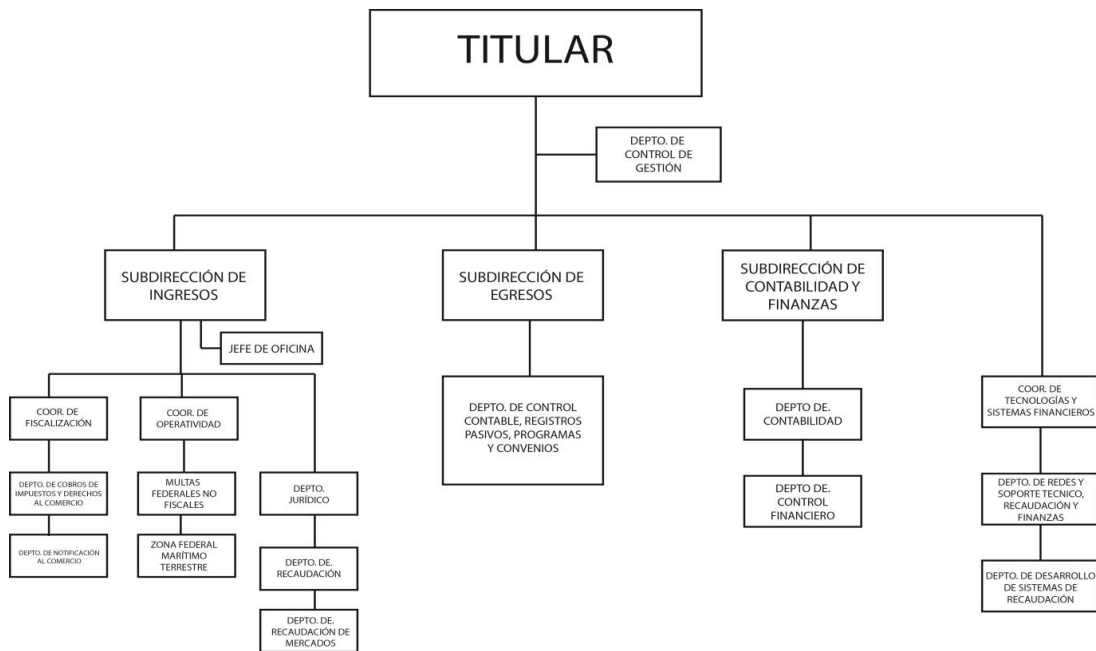 TITULAR
DEPTO. DE
CONTROL DE
GESTIÓN
SUBDIRECCIÓN DE
INGRESOS
SUBDIRECCIÓN DE
EGRESOS
SUBDIRECCIÓN DE
CONTABILIDAD Y
FINANZAS
JEFE DE OFICINA
COOR. DE
FISCALIZACIÓN
COOR. DE
OPERATIVIDAD
DEPTO. DE CONTROL
CONTABLE, REGISTROS
PASIVOS, PROGRAMAS
Y CONVENIOS
DEPTO DE.
CONTABILIDAD
COOR. DE
TECNOLOGÍAS Y
SISTEMAS FINANCIEROS
DEPTO. DE COBROS DE
IMPUESTOS Y DERECHOS
AL COMERCIO
MULTAS
FEDERALES NO
FISCALES
DEPTO.
JURÍDICO
DEPTO DE.
CONTROL
FINANCIERO
DEPTO. DE REDES Y
SOPORTE TECNICO,
RECAUDACIÓN Y
FINANZAS
DEPTO. DE NOTIFICACIÓN
AL COMERCIO
ZONA FEDERAL
MARÍTIMO
TERRESTRE
DEPTO. DE.
RECAUDACIÓN
DEPTO. DE DESARROLLO
DE SISTEMAS DE
RECAUDACIÓN
DEPTO. DE.
RECAUDACIÓN DE
MERCADOS